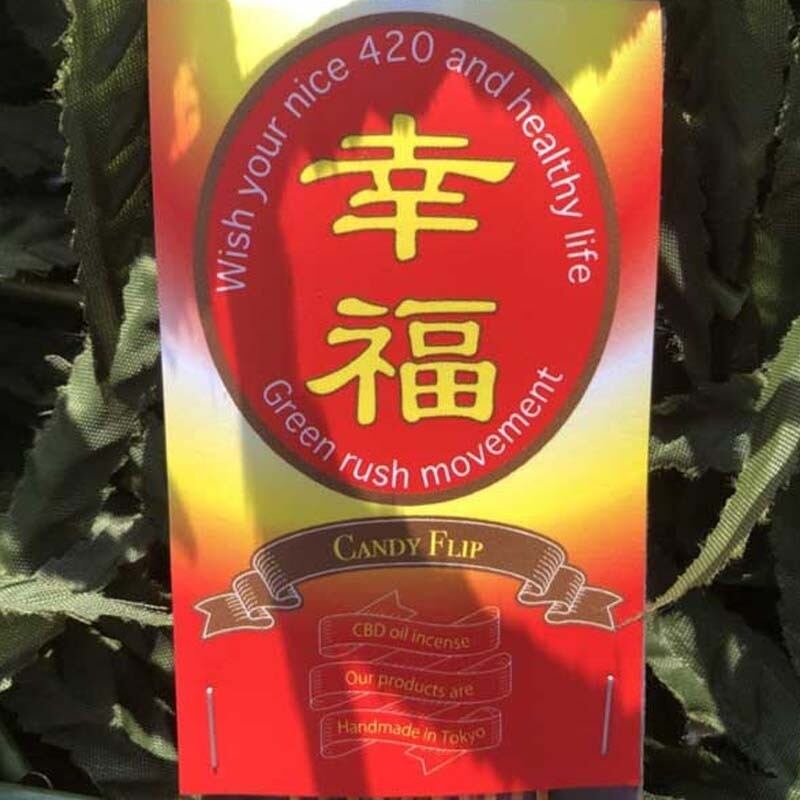 Wish your nice 420 and healthy life
幸
福
Green rush movement
CANDY FLIP
CBD oil incense
Our products are
Handmade in Tokyo